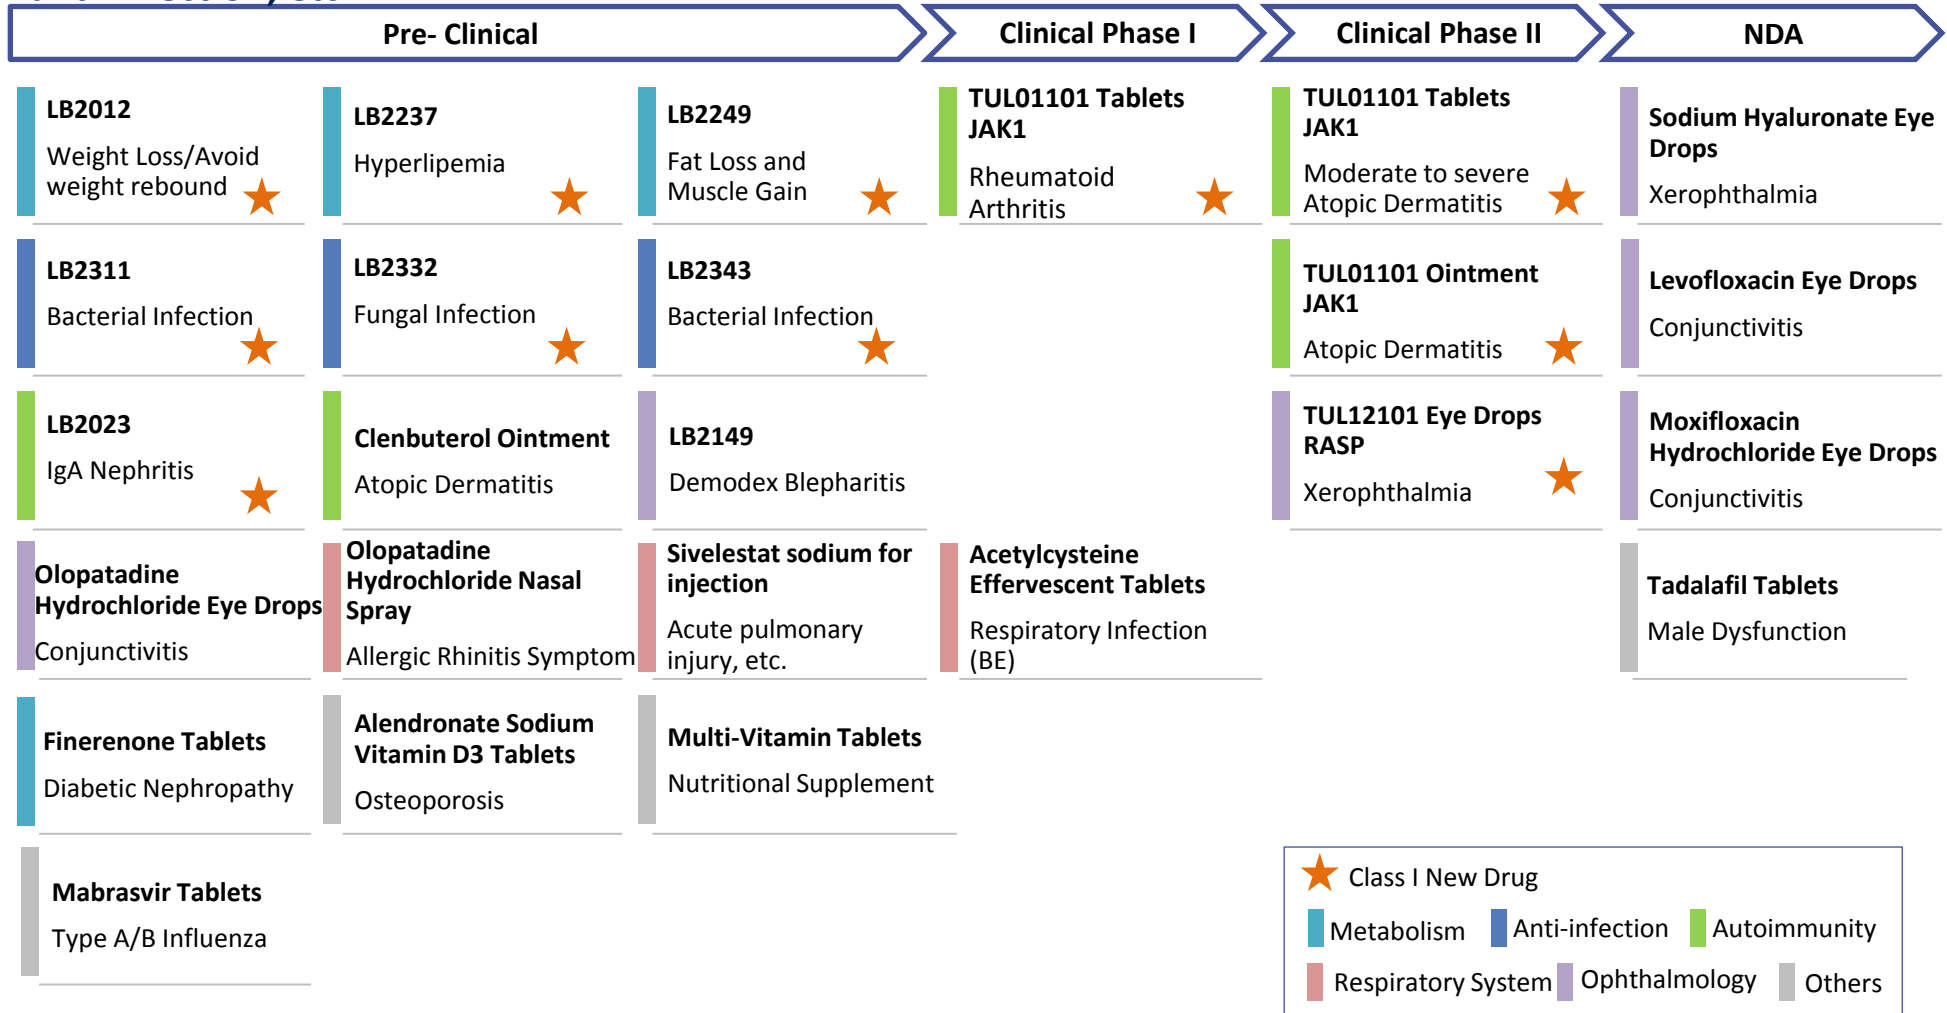 Pre- Clinical
Clinical Phase I
Clinical Phase II
NDA
LB2012
Weight Loss/Avoid
weight rebound
LB2237
Hyperlipemia
LB2249
Fat Loss and
Muscle Gain
TUL01101 Tablets
JAK1
Rheumatoid
Arthritis
TUL01101 Tablets
JAK1
Moderate to severe
Atopic Dermatitis
Sodium Hyaluronate Eye
Drops
Xerophthalmia
LB2311
Bacterial Infection
LB2332
Fungal Infection
LB2343
Bacterial Infection
TUL01101 Ointment
JAK1
Atopic Dermatitis
Levofloxacin Eye Drops
Conjunctivitis
LB2023
IgA Nephritis
Clenbuterol Ointment
Atopic Dermatitis
LB2149
Demodex Blepharitis
TUL12101 Eye Drops
RASP
Xerophthalmia
Moxifloxacin
Hydrochloride Eye Drops
Conjunctivitis
Olopatadine
Hydrochloride Eye Drops
Conjunctivitis
Olopatadine
Hydrochloride Nasal
Spray
Allergic Rhinitis Symptom
Sivelestat sodium for
injection
Acute pulmonary
injury, etc.
Acetylcysteine
Effervescent Tablets
Respiratory Infection
(BE)
Tadalafil Tablets
Male Dysfunction
Finerenone Tablets
Diabetic Nephropathy
Alendronate Sodium
Vitamin D3 Tablets
Osteoporosis
Multi-Vitamin Tablets
Nutritional Supplement
Mabrasvir Tablets
Type A/B Influenza
Class I New Drug
Metabolism
Anti-infection
Autoimmunity
Respiratory System
Ophthalmology
Others